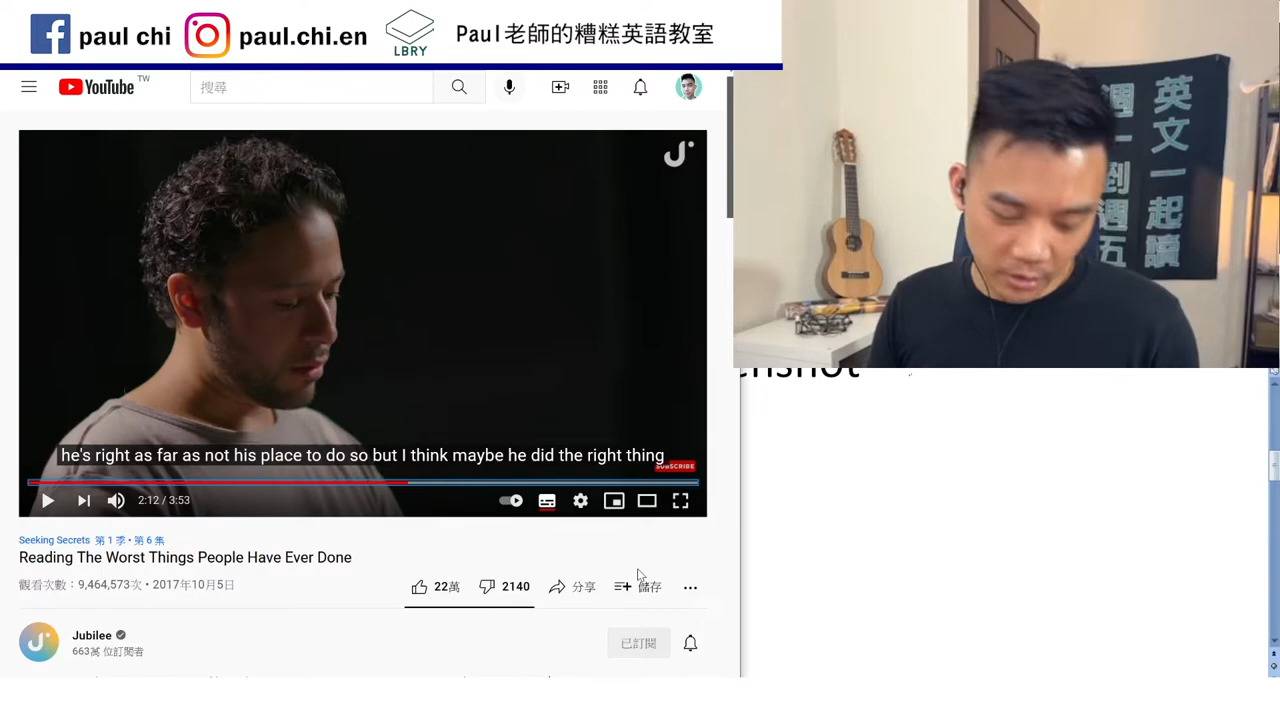 paul chi
paul.chi.en
LBRY
Paul老師的糟糕英語教室
YouTube
TW
搜尋
he's right as far as not his place to do so but I think maybe he did the right thing
SUBSCRIBE
2:12 / 3:53
Seeking Secrets 第 1 季 • 第 6 集
Reading The Worst Things People Have Ever Done
觀看次數：9,464,573次 • 2017年10月5日
22萬
2140
分享
儲存
Jubilee
663萬 位訂閱者
已訂閱
英文一起讀
週一到週五
enshot